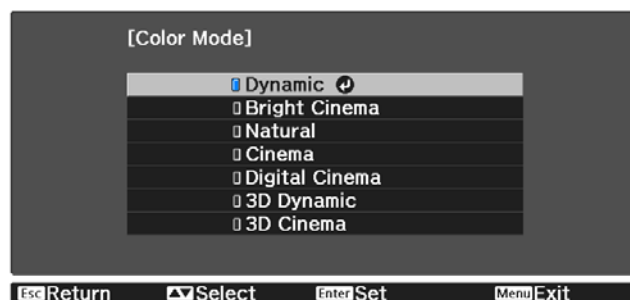 [Color Mode]
Dynamic
Bright Cinema
Natural
Cinema
Digital Cinema
3D Dynamic
3D Cinema
Esc Return Select Enter Set Menu Exit